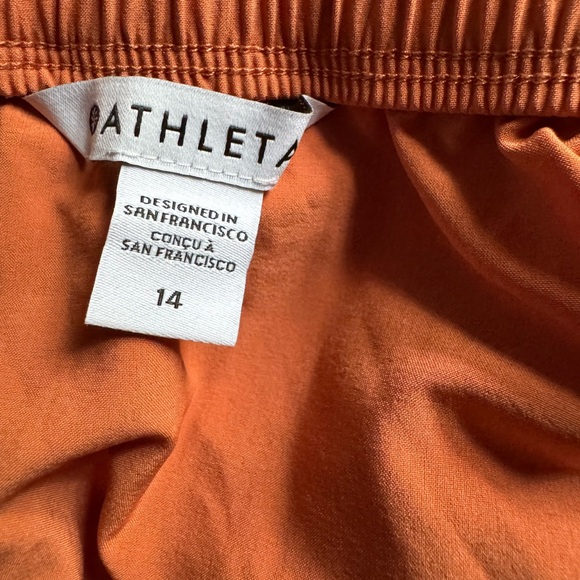 ATHLETA
DESIGNED IN
SAN FRANCISCO
CONÇU À
SAN FRANCISCO
14